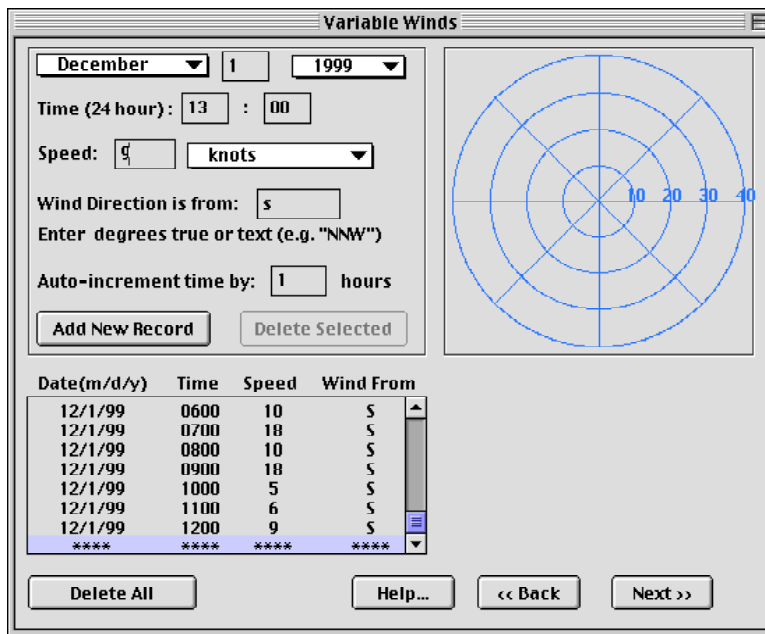 Variable Winds
December 1 1999
Time (24 hour): 13 : 00
Speed: 9 knots
Wind Direction is from: s
Enter degrees true or text (e.g. "NNW")
Auto-increment time by: 1 hours
Add New Record Delete Selected
10 20 30 40
Date(m/d/y) Time Speed Wind From
12/1/99 0600 10 S
12/1/99 0700 18 S
12/1/99 0800 10 S
12/1/99 0900 18 S
12/1/99 1000 5 S
12/1/99 1100 6 S
12/1/99 1200 9 S
**** **** **** ****
Delete All Help... << Back Next >>